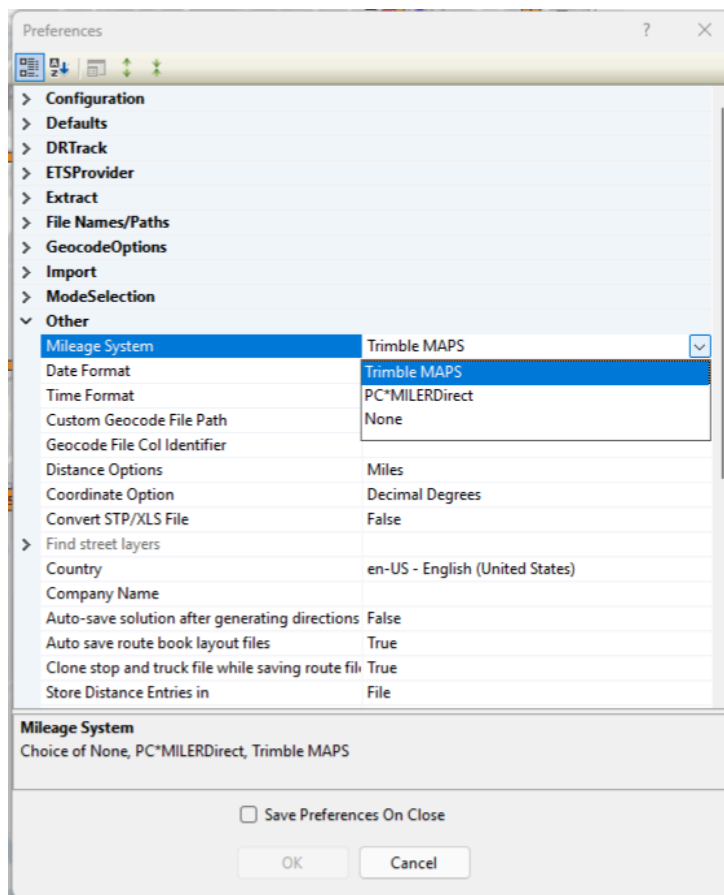 Preferences ?
Configuration
Defaults
DRTrack
ETSProvider
Extract
File Names/Paths
GeocodeOptions
Import
ModeSelection
Other
Mileage System Trimble MAPS
Date Format Trimble MAPS
Time Format PC*MILERDirect
Custom Geocode File Path None
Geocode File Col Identifier
Distance Options Miles
Coordinate Option Decimal Degrees
Convert STP/XLS File False
Find street layers
Country en-US - English (United States)
Company Name
Auto-save solution after generating directions False
Auto save route book layout files True
Clone stop and truck file while saving route fil True
Store Distance Entries in File
Mileage System
Choice of None, PC*MILERDirect, Trimble MAPS
Save Preferences On Close
OK Cancel